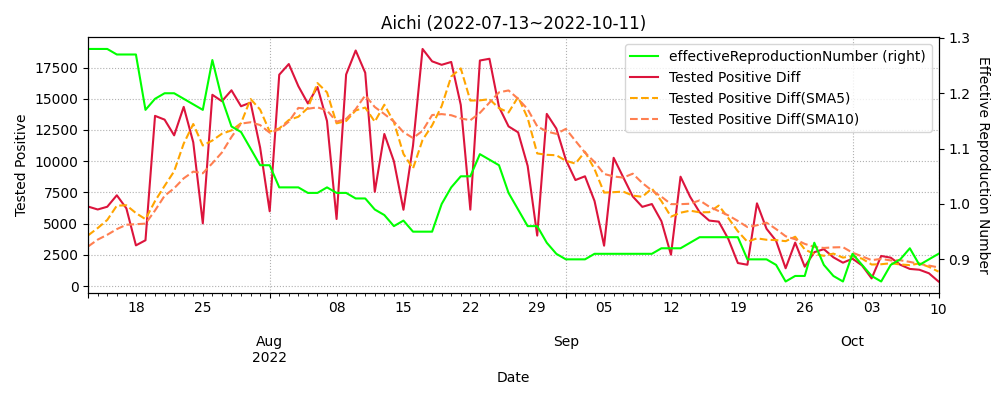 Aichi (2022-07-13~2022-10-11)
effectiveReproductionNumber (right)
Tested Positive Diff
Tested Positive Diff(SMA5)
Tested Positive Diff(SMA10)
Tested Positive
17500
15000
12500
10000
7500
5000
2500
0
1.3
1.2
1.1
1.0
0.9
Effective Reproduction Number
18 25 08 15 22 29 05 12 19 26 03 10
Aug Sep Oct
2022
Date